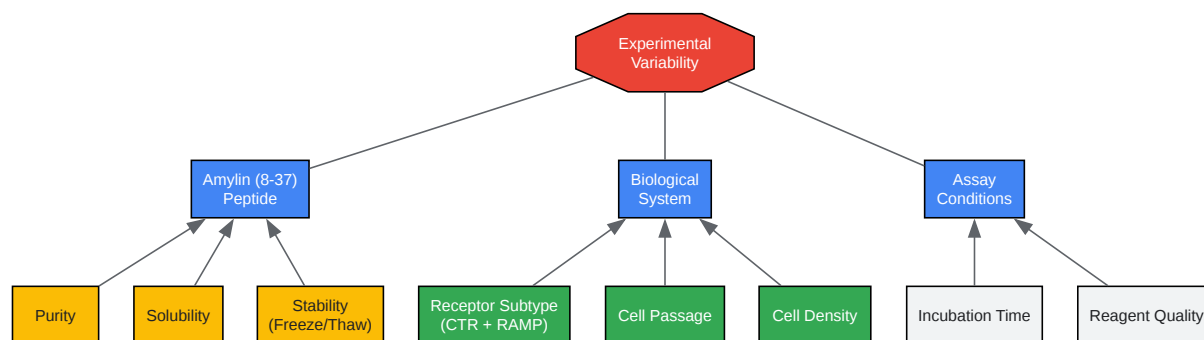 Experimental
Variability
Amylin (8-37)
Peptide
Biological
System
Assay
Conditions
Purity
Solubility
Stability
(Freeze/Thaw)
Receptor Subtype
(CTR + RAMP)
Cell Passage
Cell Density
Incubation Time
Reagent Quality